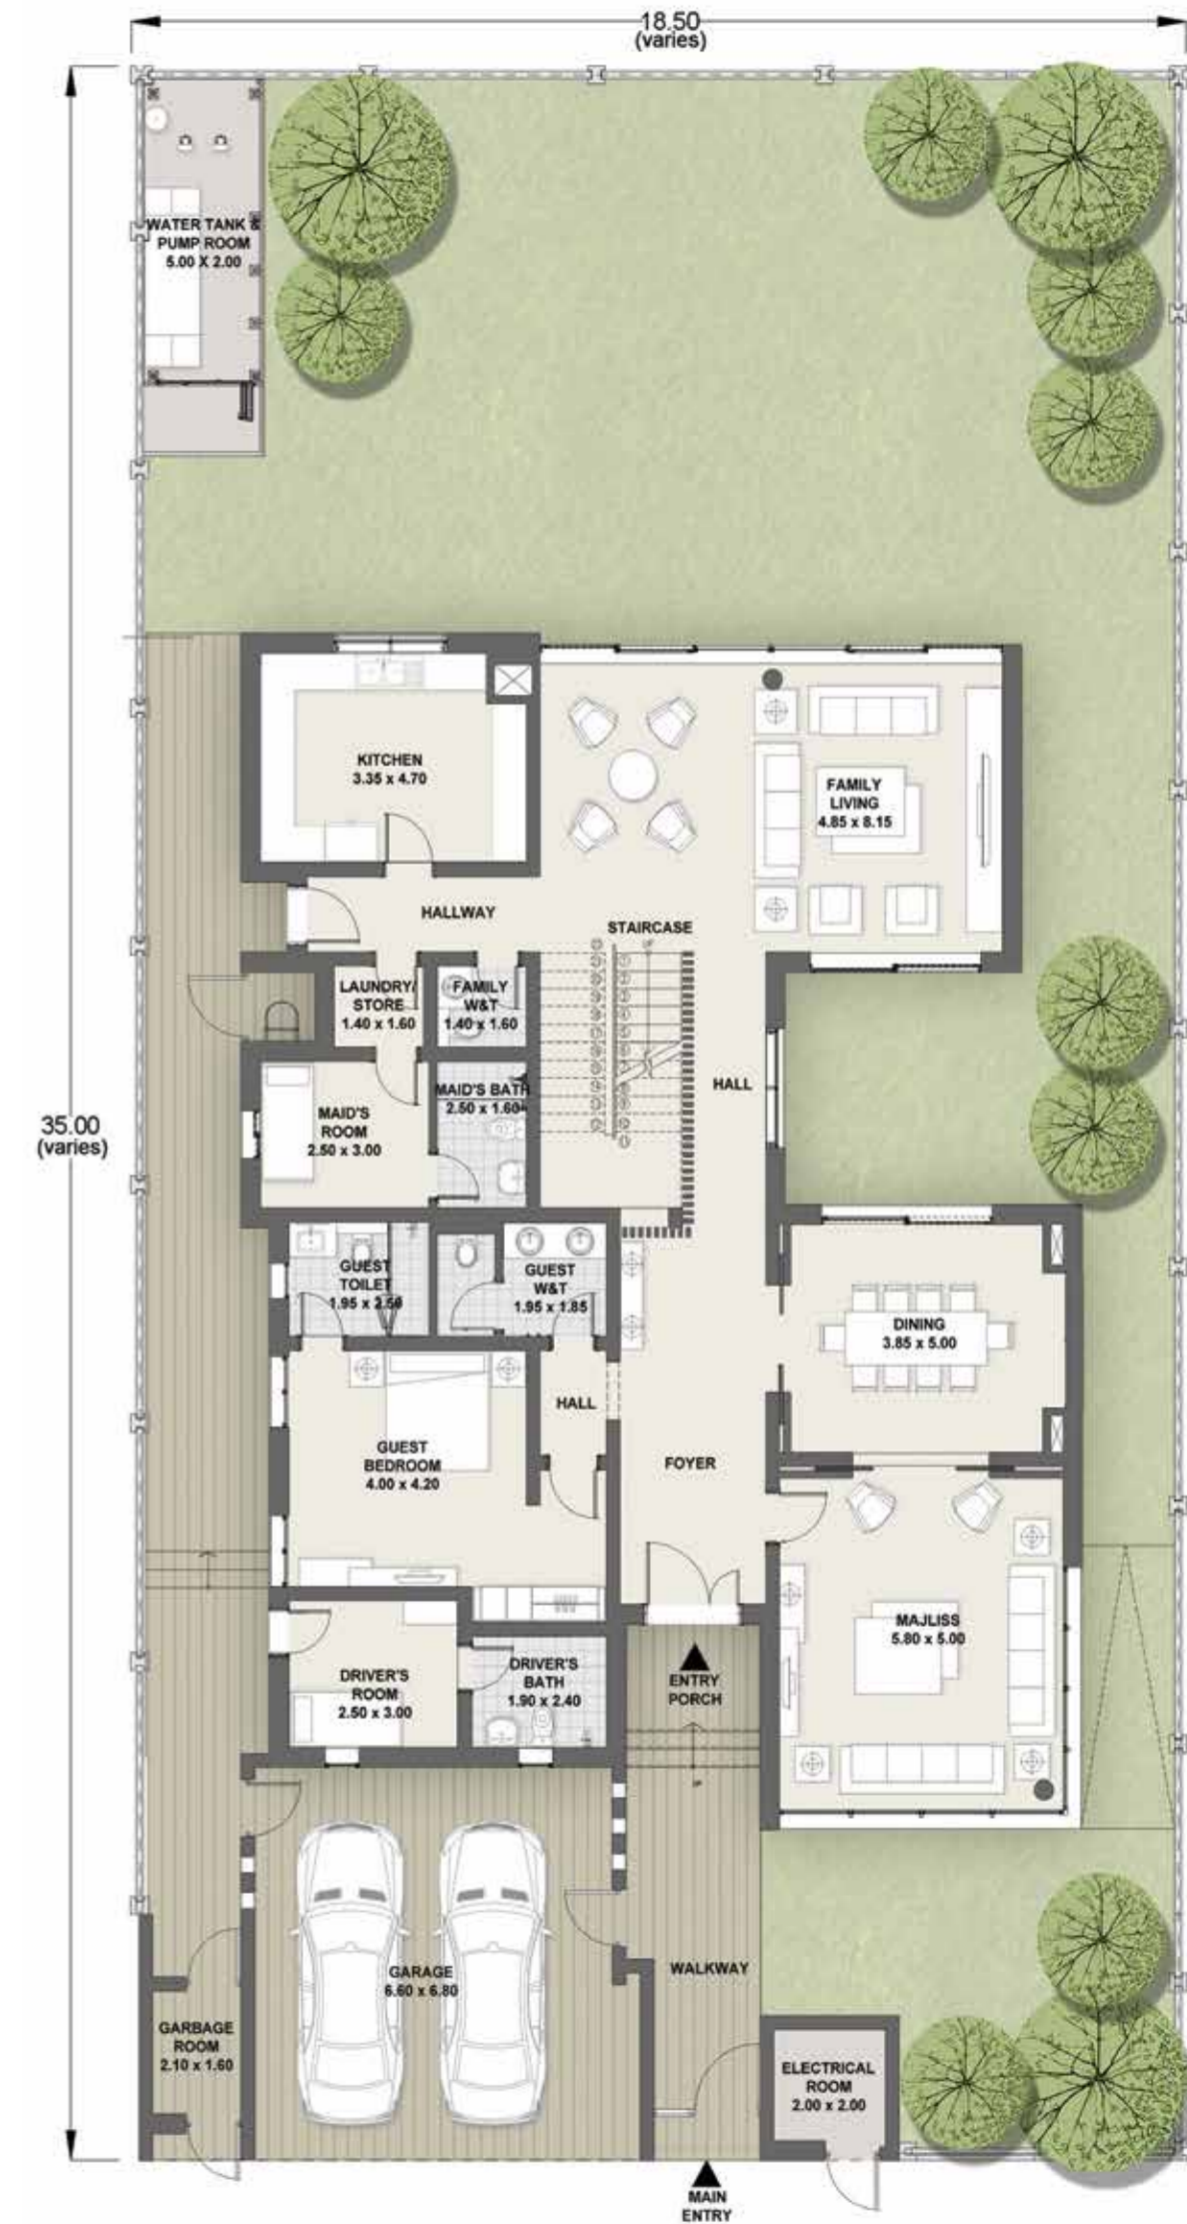 18.50
(varies)
WATER TANK &
PUMP ROOM
5.00 X 2.00
KITCHEN
3.35 x 4.70
FAMILY
LIVING
4.85 x 8.15
HALLWAY
STAIRCASE
LAUNDRY/
STORE
1.40 x 1.60
FAMILY
W&T
1.40 x 1.60
HALL
MAID'S BATH
2.50 x 1.60
35.00
(varies)
MAID'S
ROOM
2.50 x 3.00
GUEST
TOILET
1.95 x 2.50
GUEST
W&T
1.95 x 1.85
DINING
3.85 x 5.00
HALL
GUEST
BEDROOM
4.00 x 4.20
FOYER
MAJLISS
5.80 x 5.00
DRIVER'S
ROOM
2.50 x 3.00
DRIVER'S
BATH
1.90 x 2.40
ENTRY
PORCH
UP
GARAGE
6.60 x 6.80
WALKWAY
GARBAGE
ROOM
2.10 x 1.60
ELECTRICAL
ROOM
2.00 x 2.00
MAIN
ENTRY